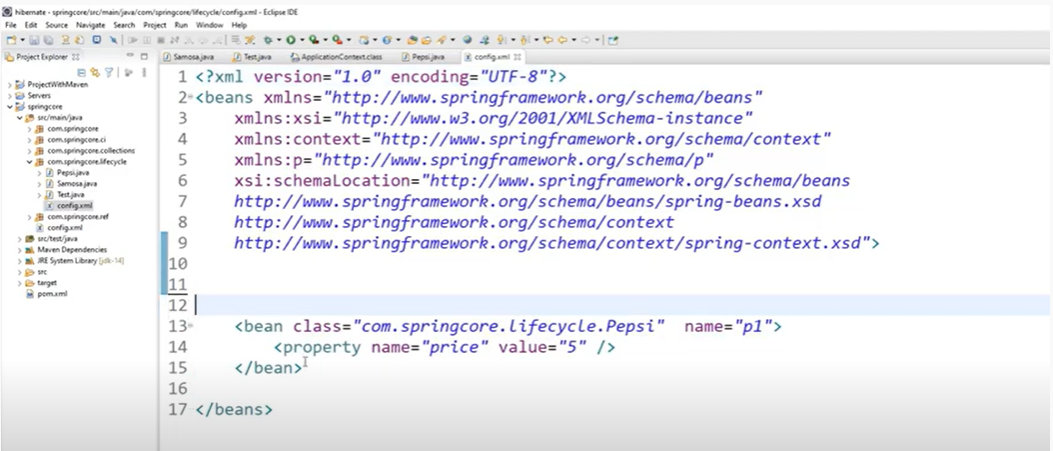 hibernate - springcore/src/main/java/com/springcore/lifecycle/config.xml - Eclipse IDE
File Edit Source Navigate Search Project Run Window Help
Project Explorer
Samosa.java Test.java ApplicationContext.class Pepsi.java config.xml
ProjectWithMaven
Servers
springcore
src/main/java
com.springcore
com.springcore.ci
com.springcore.collections
com.springcore.lifecycle
Pepsi.java
Samosa.java
Test.java
config.xml
com.springcore.ref
config.xml
src/test/java
Maven Dependencies
JRE System Library [jdk-14]
src
target
pom.xml
1 <?xml version="1.0" encoding="UTF-8"?>
2 <beans xmlns="http://www.springframework.org/schema/beans"
3 xmlns:xsi="http://www.w3.org/2001/XMLSchema-instance"
4 xmlns:context="http://www.springframework.org/schema/context"
5 xmlns:p="http://www.springframework.org/schema/p"
6 xsi:schemaLocation="http://www.springframework.org/schema/beans
7 http://www.springframework.org/schema/beans/spring-beans.xsd
8 http://www.springframework.org/schema/context
9 http://www.springframework.org/schema/context/spring-context.xsd">
10
11
12
13 <bean class="com.springcore.lifecycle.Pepsi" name="p1">
14 <property name="price" value="5" />
15 </bean>
16
17 </beans>